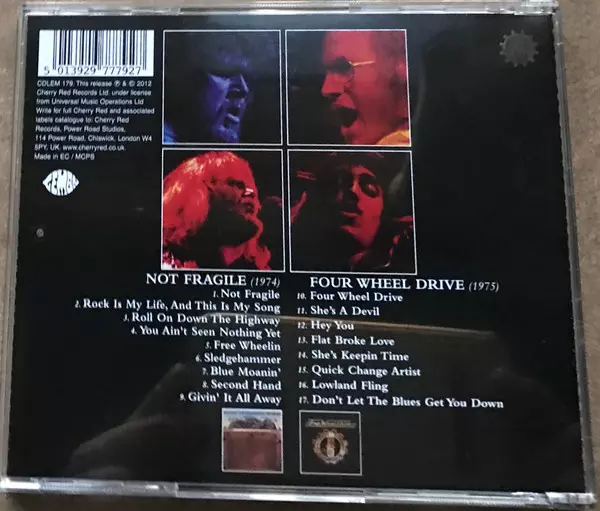 5 013929 777927
CDLEM 179. This release ℗ & © 2012
Cherry Red Records Ltd. under license
from Universal Music Operations Ltd
Write for full Cherry Red and associated
labels catalogue to: Cherry Red
Records, Power Road Studios,
114 Power Road, Chiswick, London W4
5PY, UK. www.cherryred.co.uk
Made in EC / MCPS
LEMON
NOT FRAGILE (1974)
1. Not Fragile
2. Rock Is My Life, And This Is My Song
3. Roll On Down The Highway
4. You Ain't Seen Nothing Yet
5. Free Wheelin
6. Sledgehammer
7. Blue Moanin'
8. Second Hand
9. Givin' It All Away
FOUR WHEEL DRIVE (1975)
10. Four Wheel Drive
11. She's A Devil
12. Hey You
13. Flat Broke Love
14. She's Keepin Time
15. Quick Change Artist
16. Lowland Fling
17. Don't Let The Blues Get You Down